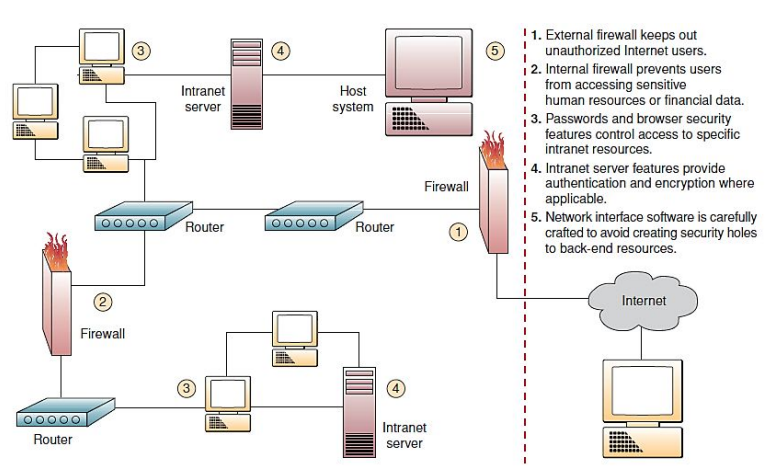 3
4
5
Intranet
server
Host
system
1. External firewall keeps out
unauthorized Internet users.
2. Internal firewall prevents users
from accessing sensitive
human resources or financial data.
3. Passwords and browser security
features control access to specific
intranet resources.
4. Intranet server features provide
authentication and encryption where
applicable.
5. Network interface software is carefully
crafted to avoid creating security holes
to back-end resources.
Firewall
Router
Router
1
2
Firewall
Internet
3
4
Router
Intranet
server